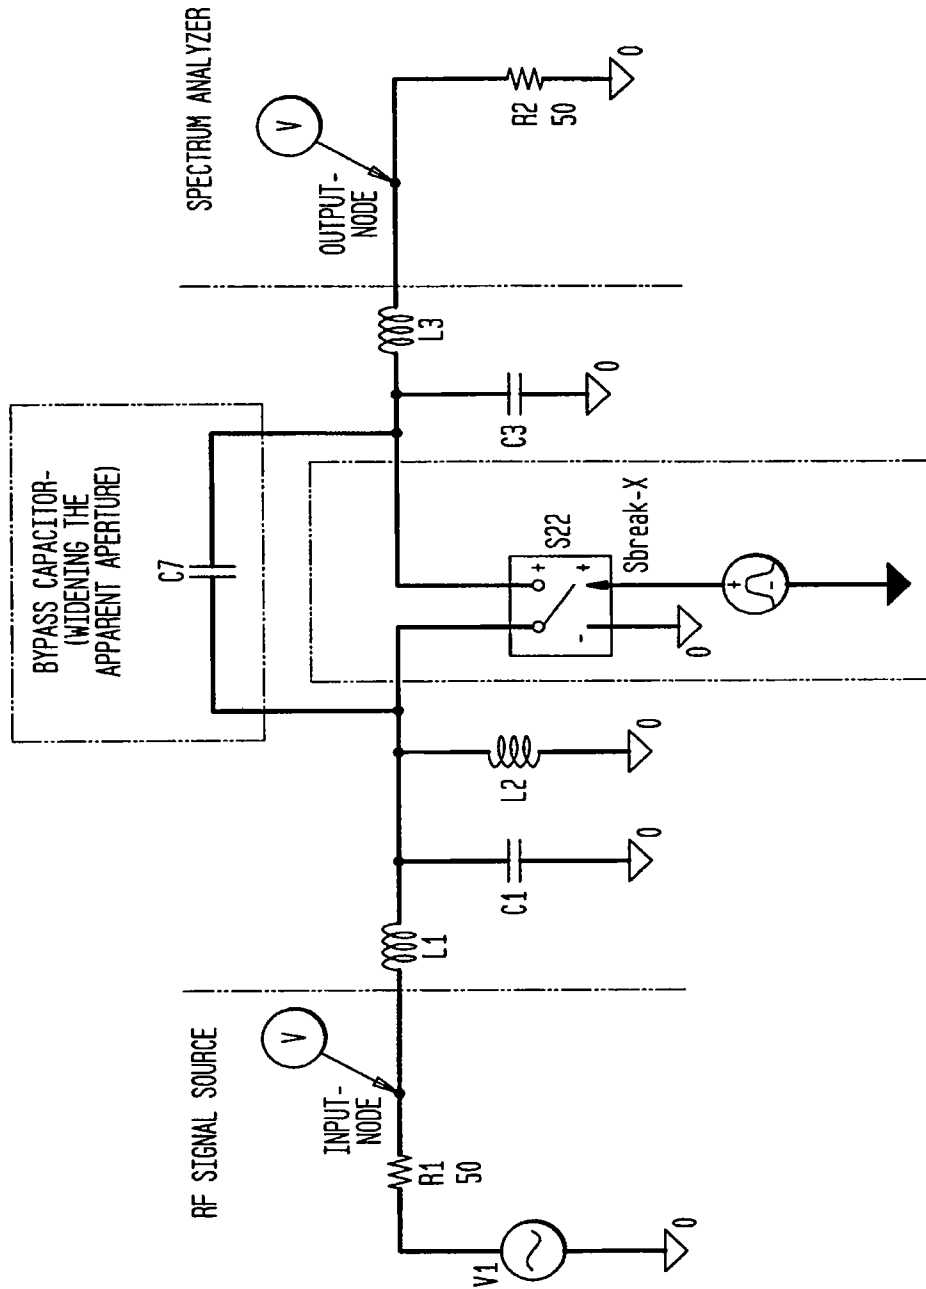 RF SIGNAL SOURCE
V
INPUT-
NODE
V1
R1
50
0
L1
C1
0
L2
0
BYPASS CAPACITOR-
(WIDENING THE
APPARENT APERTURE)
C7
S22
+
+
-
Sbreak-X
0
+
-
C3
0
L3
SPECTRUM ANALYZER
V
OUTPUT-
NODE
R2
50
0